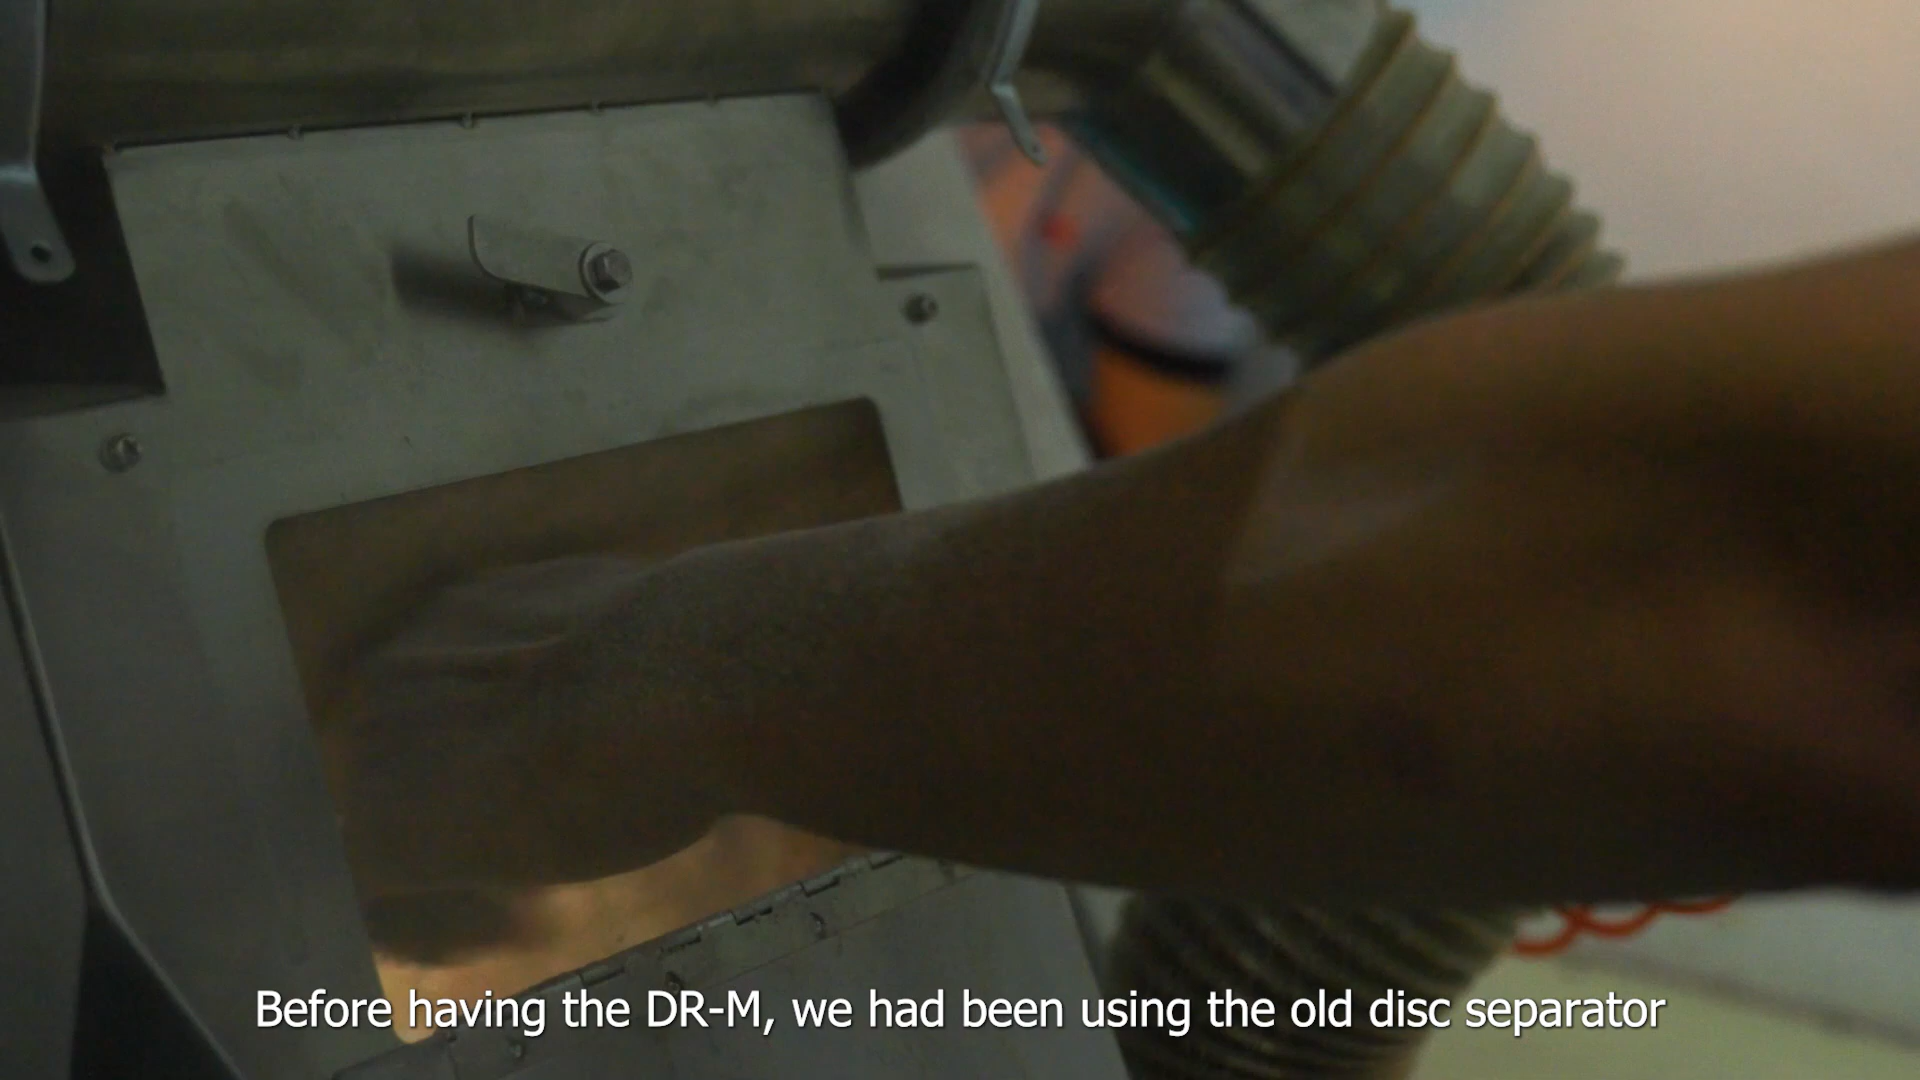 Before having the DR-M, we had been using the old disc separator